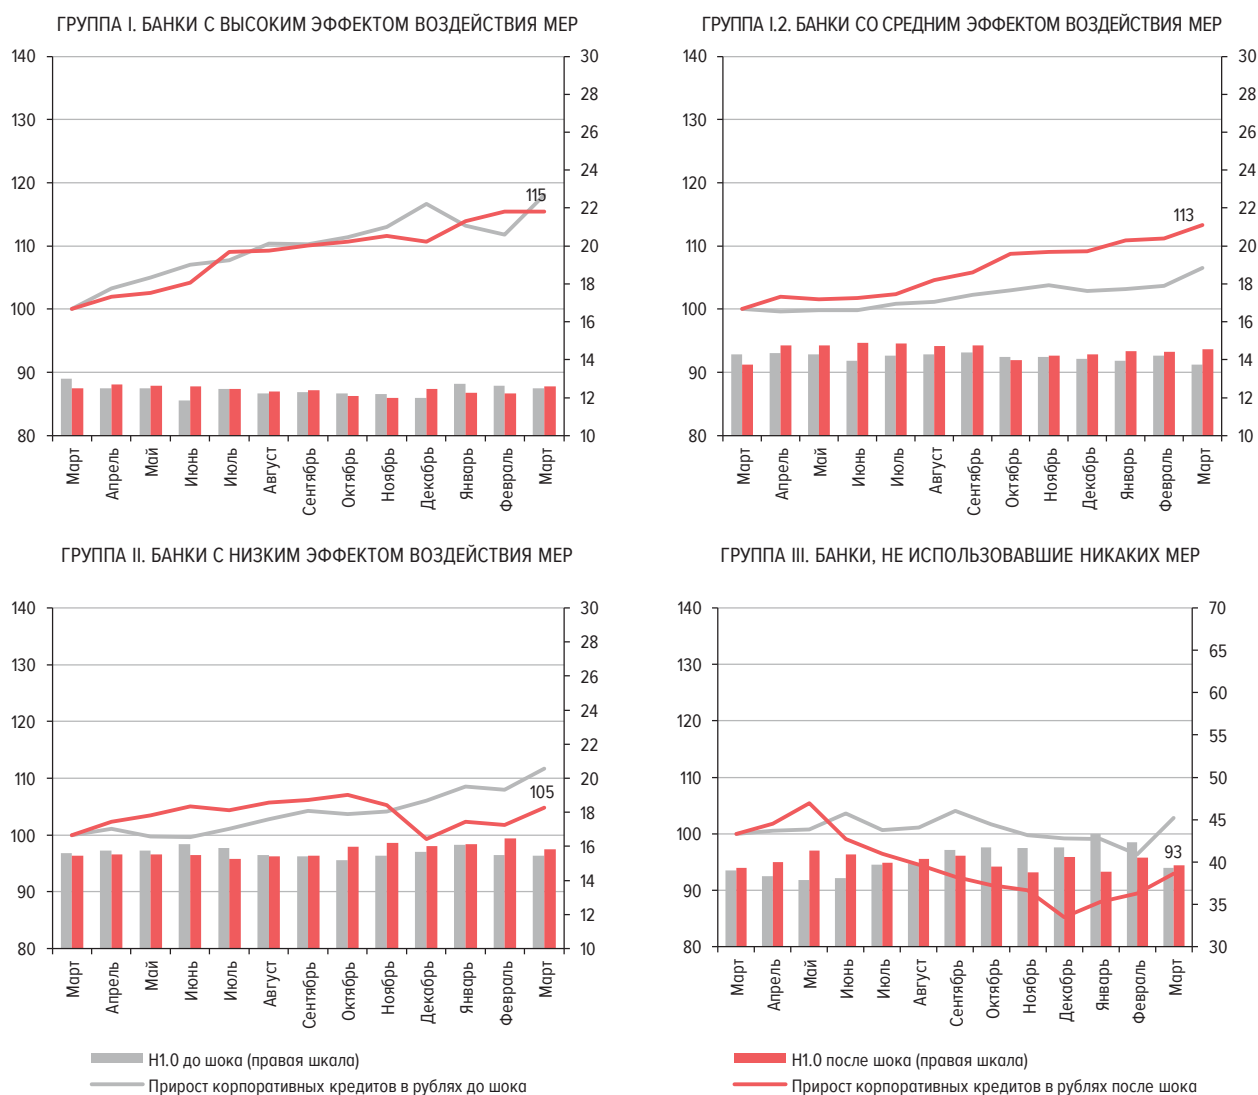 ГРУППА I. БАНКИ С ВЫСОКИМ ЭФФЕКТОМ ВОЗДЕЙСТВИЯ МЕР
140
130
120
110
100
90
80
30
28
26
24
22
20
18
16
14
12
10
115
Март
Апрель
Май
Июнь
Июль
Август
Сентябрь
Октябрь
Ноябрь
Декабрь
Январь
Февраль
Март
ГРУППА I.2. БАНКИ СО СРЕДНИМ ЭФФЕКТОМ ВОЗДЕЙСТВИЯ МЕР
140
130
120
110
100
90
80
30
28
26
24
22
20
18
16
14
12
10
113
Март
Апрель
Май
Июнь
Июль
Август
Сентябрь
Октябрь
Ноябрь
Декабрь
Январь
Февраль
Март
ГРУППА II. БАНКИ С НИЗКИМ ЭФФЕКТОМ ВОЗДЕЙСТВИЯ МЕР
140
130
120
110
100
90
80
30
28
26
24
22
20
18
16
14
12
10
105
Март
Апрель
Май
Июнь
Июль
Август
Сентябрь
Октябрь
Ноябрь
Декабрь
Январь
Февраль
Март
ГРУППА III. БАНКИ, НЕ ИСПОЛЬЗОВАВШИЕ НИКАКИХ МЕР
140
130
120
110
100
90
80
70
65
60
55
50
45
40
35
30
93
Март
Апрель
Май
Июнь
Июль
Август
Сентябрь
Октябрь
Ноябрь
Декабрь
Январь
Февраль
Март
Н1.0 до шока (правая шкала)
Прирост корпоративных кредитов в рублях до шока
Н1.0 после шока (правая шкала)
Прирост корпоративных кредитов в рублях после шока